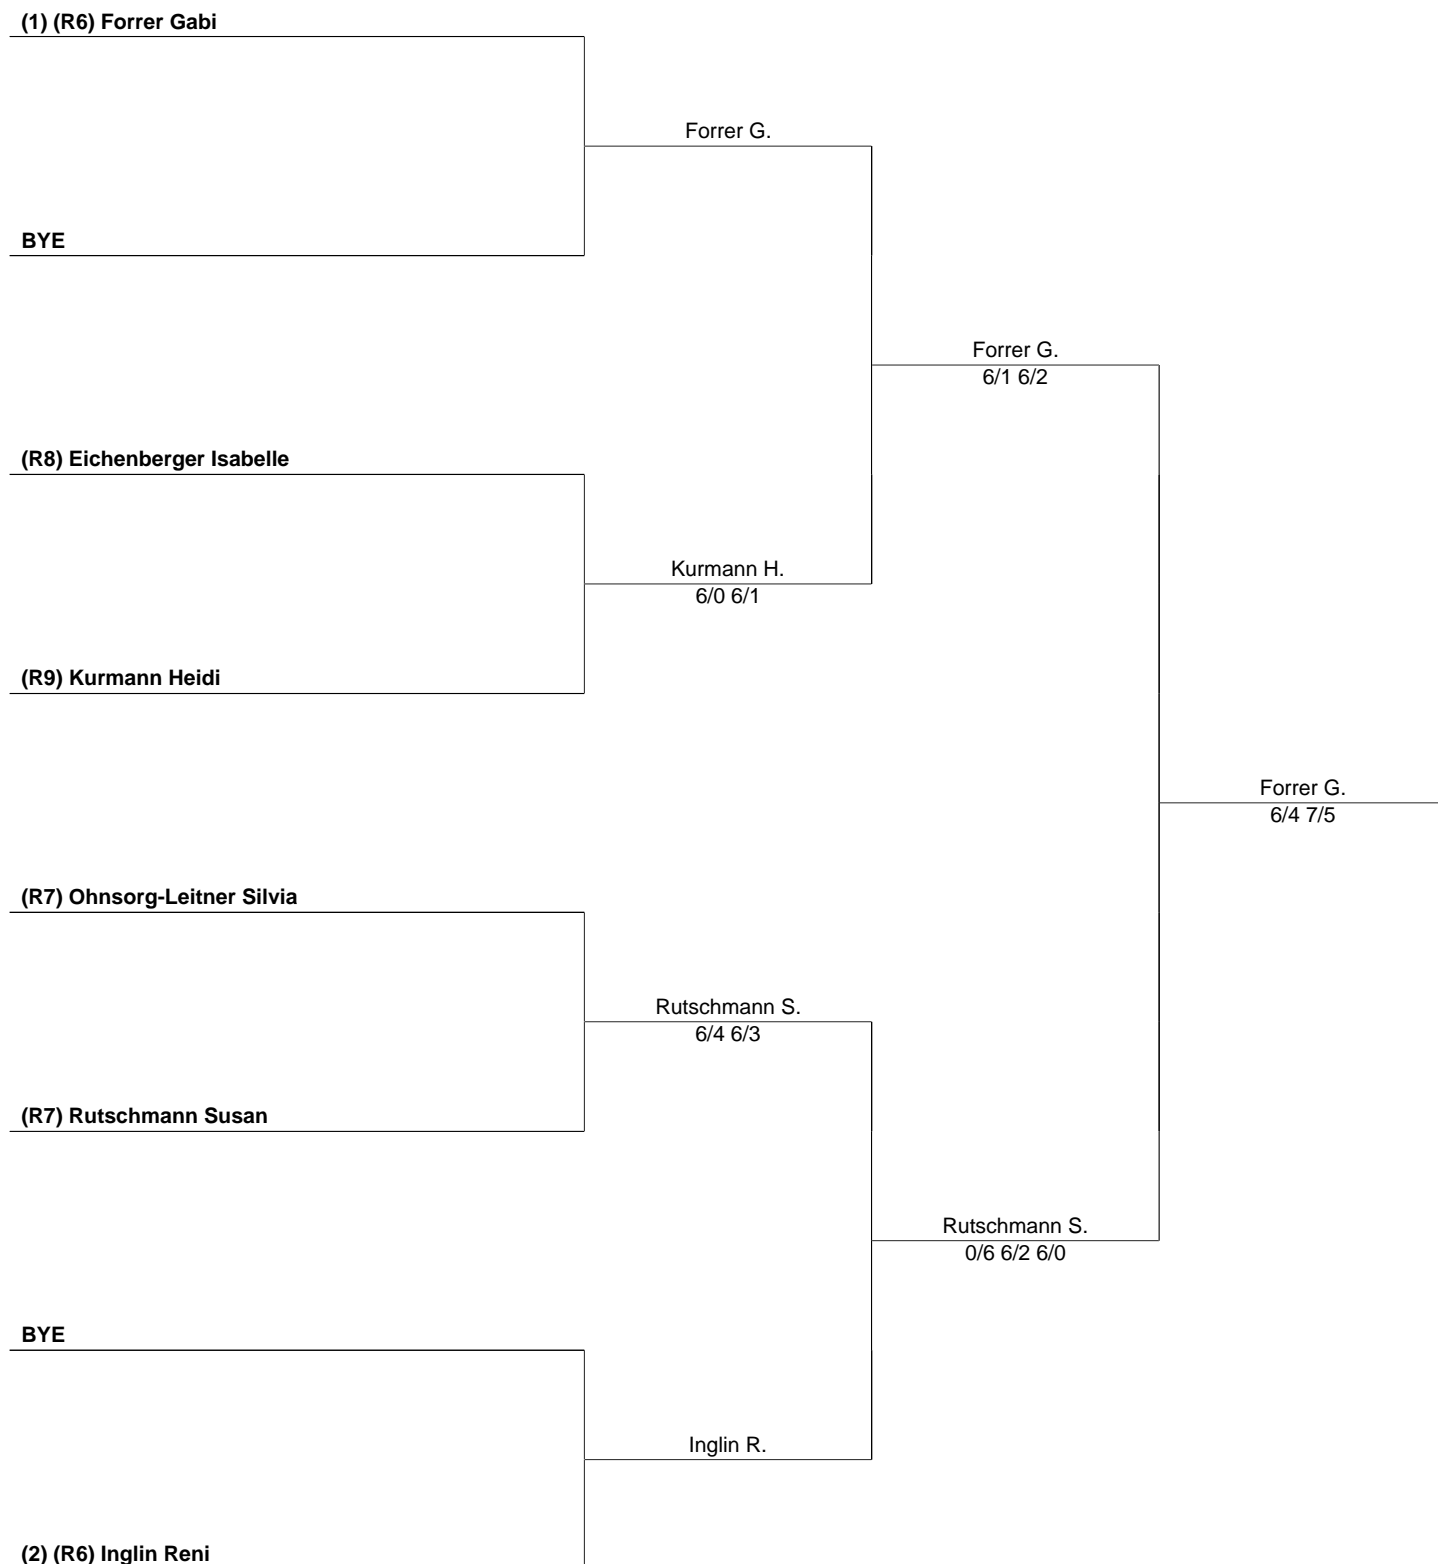 (1) (R6) Forrer Gabi
Forrer G.
BYE
Forrer G.
6/1 6/2
(R8) Eichenberger Isabelle
Kurmann H.
6/0 6/1
(R9) Kurmann Heidi
Forrer G.
6/4 7/5
(R7) Ohnsorg-Leitner Silvia
Rutschmann S.
6/4 6/3
(R7) Rutschmann Susan
Rutschmann S.
0/6 6/2 6/0
BYE
Inglin R.
(2) (R6) Inglin Reni